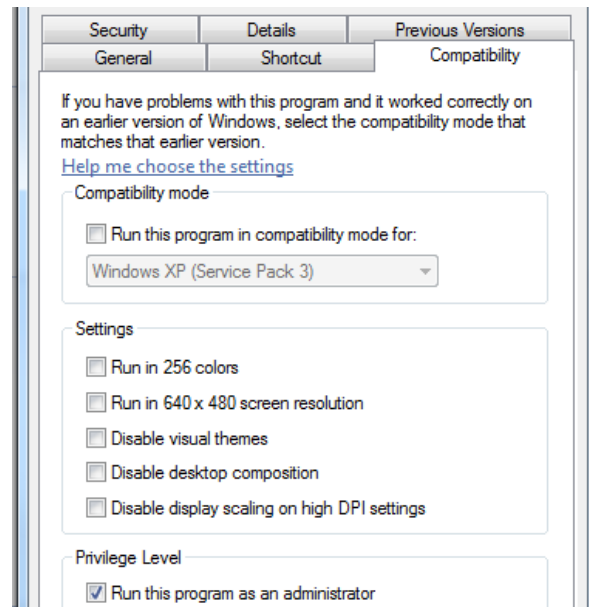 Security Details Previous Versions
General Shortcut Compatibility
If you have problems with this program and it worked correctly on
an earlier version of Windows, select the compatibility mode that
matches that earlier version.
Help me choose the settings
Compatibility mode
Run this program in compatibility mode for:
Windows XP (Service Pack 3)
Settings
Run in 256 colors
Run in 640 x 480 screen resolution
Disable visual themes
Disable desktop composition
Disable display scaling on high DPI settings
Privilege Level
Run this program as an administrator